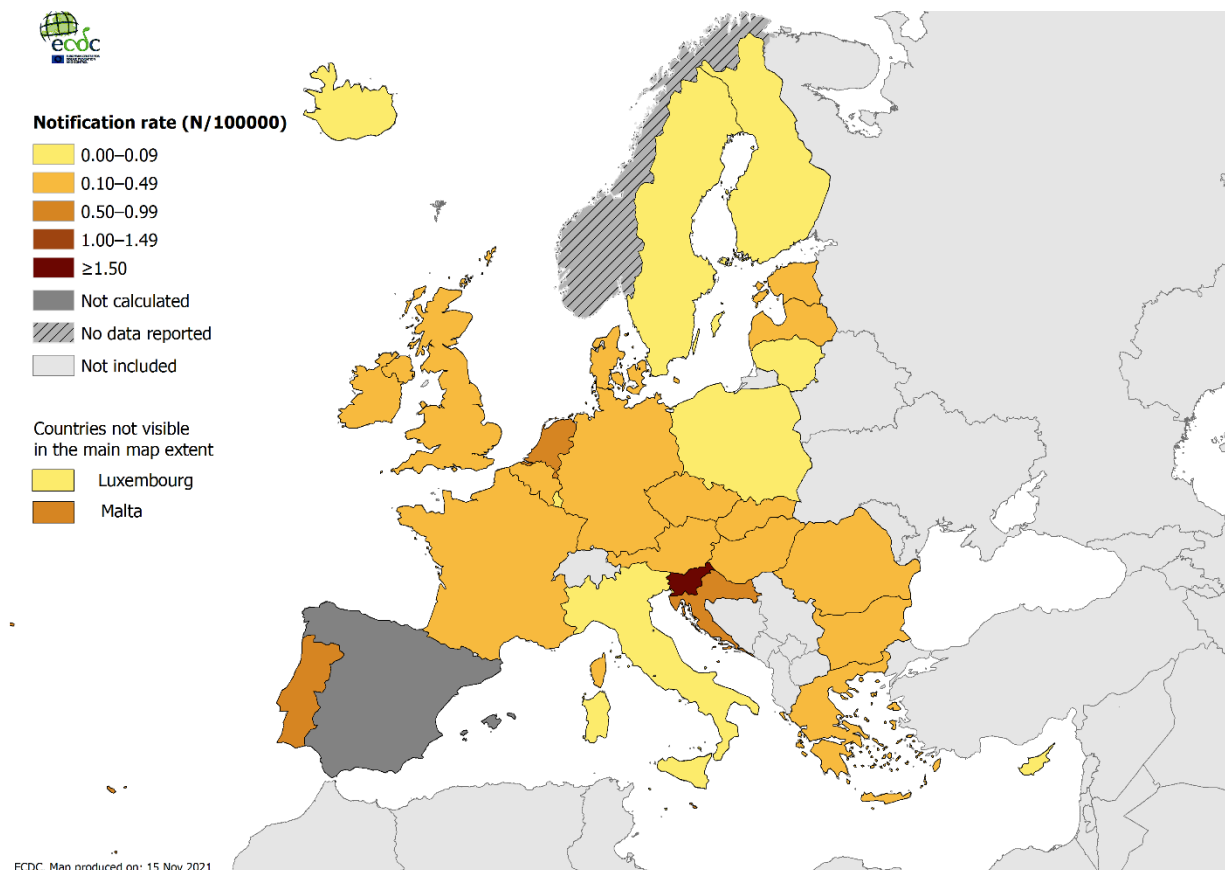 ecdc
Notification rate (N/100000)
0.00–0.09
0.10–0.49
0.50–0.99
1.00–1.49
≥1.50
Not calculated
No data reported
Not included
Countries not visible
in the main map extent
Luxembourg
Malta
ECDC. Map produced on: 15 Nov 2021